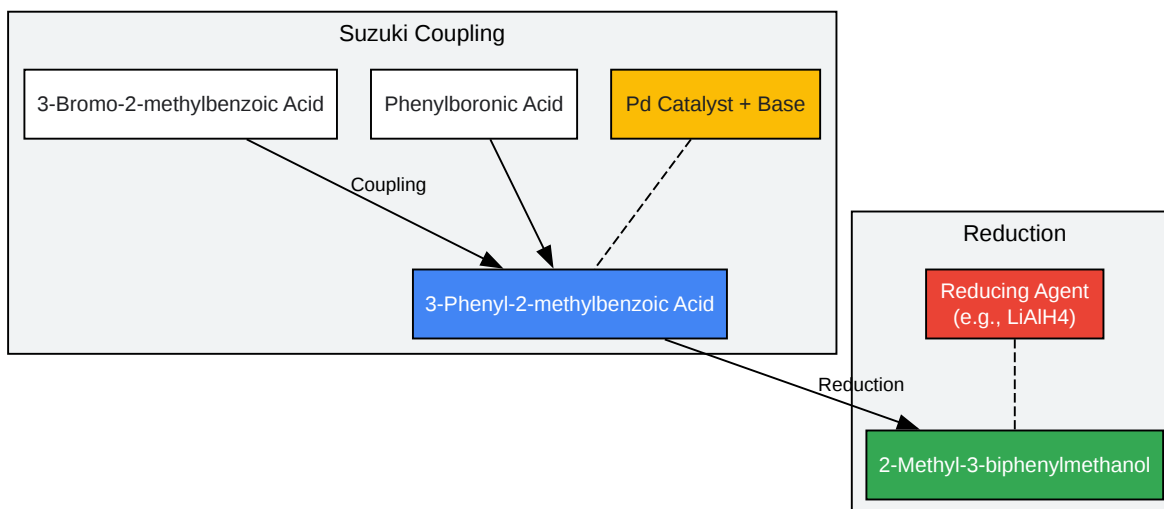 Suzuki Coupling
3-Bromo-2-methylbenzoic Acid
Phenylboronic Acid
Pd Catalyst + Base
Coupling
3-Phenyl-2-methylbenzoic Acid
Reduction
Reducing Agent
(e.g., LiAlH4)
Reduction
2-Methyl-3-biphenylmethanol